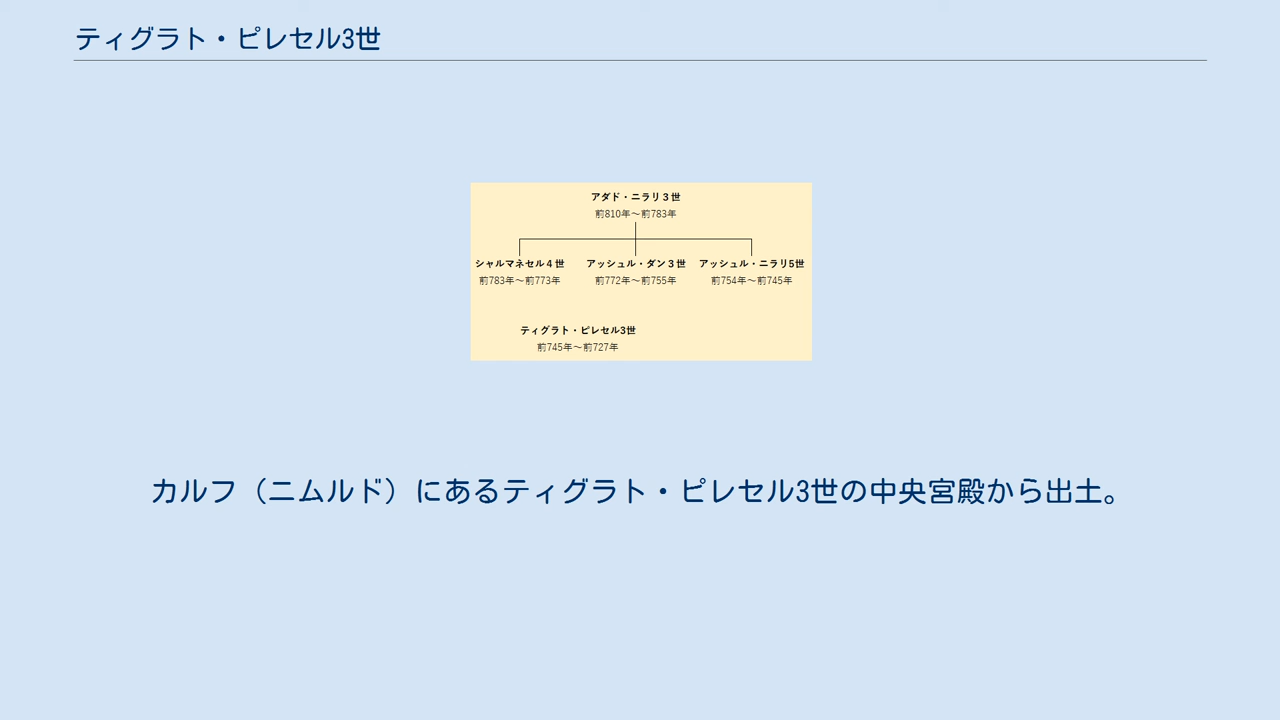 ティグラト・ピレセル3世
アダド・ニラリ３世
前810年～前783年
シャルマネセル４世 アッシュル・ダン３世 アッシュル・ニラリ5世
前783年～前773年 前772年～前755年 前754年～前745年
ティグラト・ピレセル3世
前745年～前727年
カルフ（ニムルド）にあるティグラト・ピレセル3世の中央宮殿から出土。